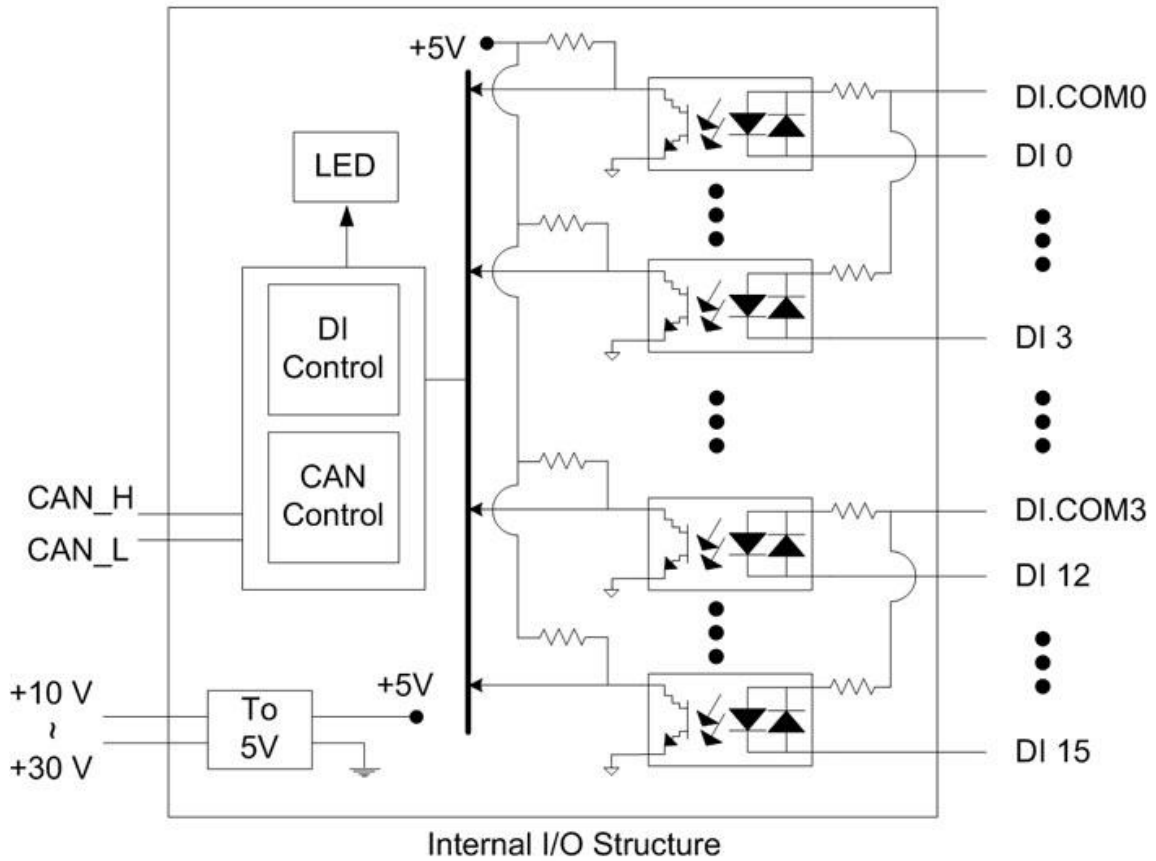 +5V
DI.COM0
LED
DI 0
DI
Control
DI 3
CAN
Control
CAN_H
CAN_L
DI.COM3
DI 12
+10 V
~
+30 V
To
5V
+5V
DI 15
Internal I/O Structure